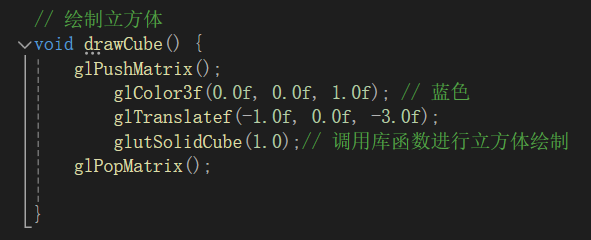 // 绘制立方体
void drawCube() {
glPushMatrix();
glColor3f(0.0f, 0.0f, 1.0f); // 蓝色
glTranslatef(-1.0f, 0.0f, -3.0f);
glutSolidCube(1.0);// 调用库函数进行立方体绘制
glPopMatrix();
}